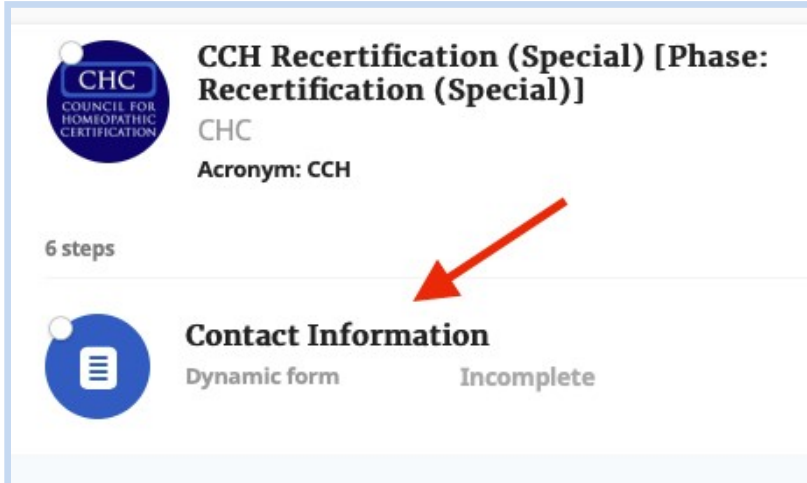 CHC
COUNCIL FOR
HOMEOPATHIC
CERTIFICATION
CCH Recertification (Special) [Phase:
Recertification (Special)]
CHC
Acronym: CCH
6 steps
Contact Information
Dynamic form Incomplete